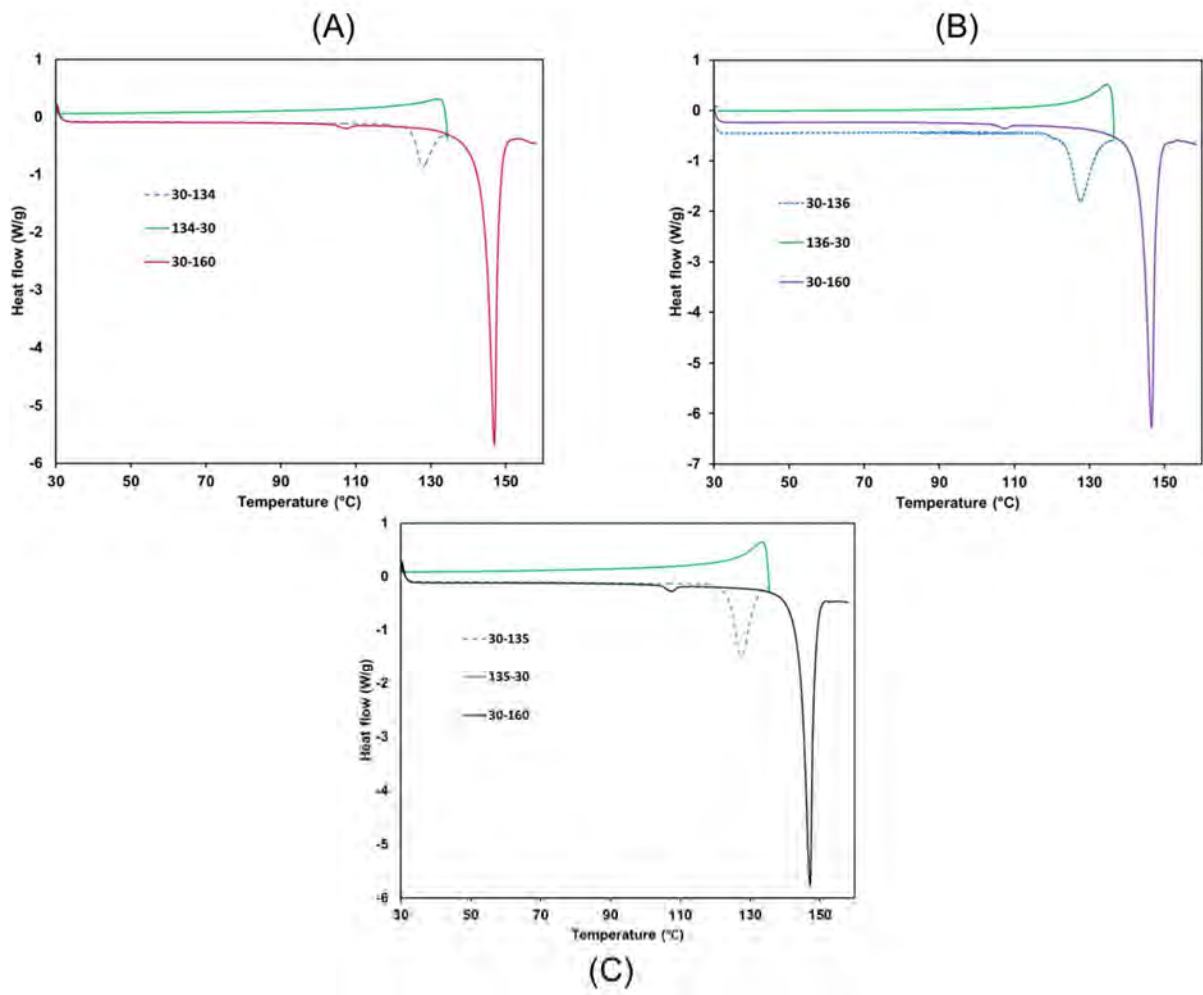 (A)
1
0
-1
-2
-3
-4
-5
-6
Heat flow (W/g)
30-134
134-30
30-160
30 50 70 90 110 130 150
Temperature (°C)
(B)
1
0
-1
-2
-3
-4
-5
-6
-7
Heat flow (W/g)
30-136
136-30
30-160
30 50 70 90 110 130 150
Temperature (°C)
1
0
-1
-2
-3
-4
-5
-6
Heat flow (W/g)
30-135
135-30
30-160
30 50 70 90 110 130 150
Temperature (°C)
(C)